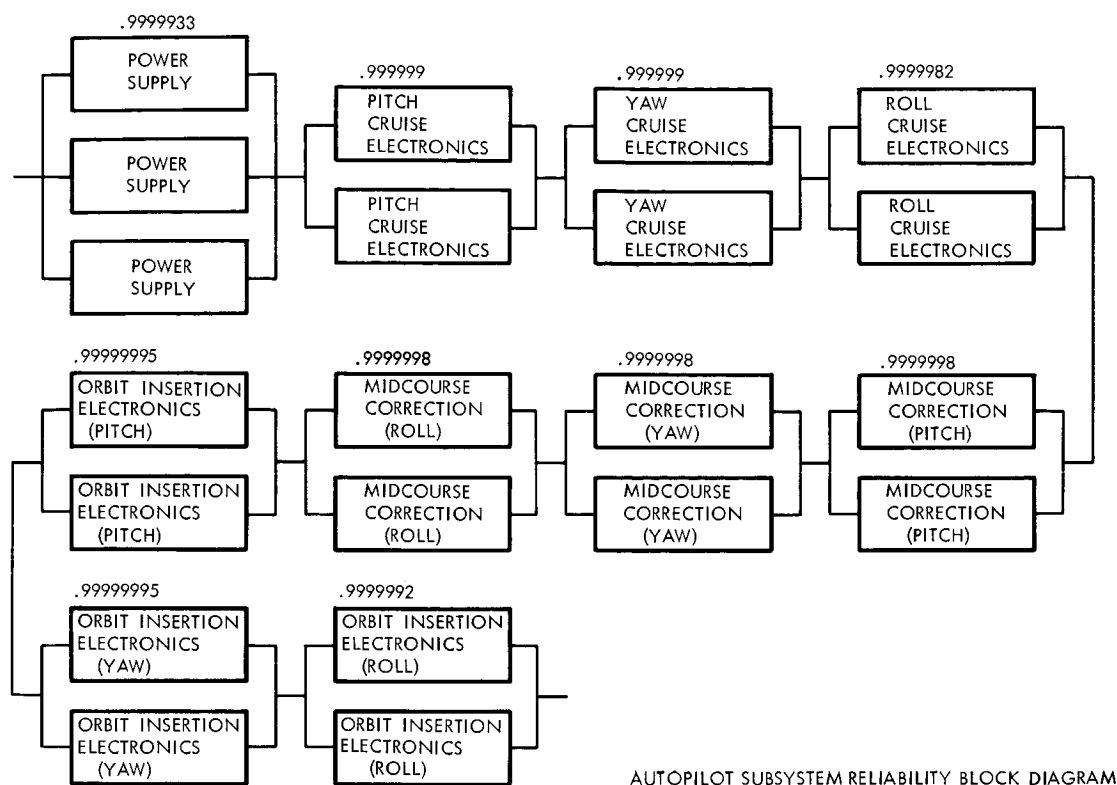 .9999933
POWER
SUPPLY
POWER
SUPPLY
POWER
SUPPLY
.999999
PITCH
CRUISE
ELECTRONICS
PITCH
CRUISE
ELECTRONICS
.999999
YAW
CRUISE
ELECTRONICS
YAW
CRUISE
ELECTRONICS
.9999982
ROLL
CRUISE
ELECTRONICS
ROLL
CRUISE
ELECTRONICS
.99999995
ORBIT INSERTION
ELECTRONICS
(PITCH)
ORBIT INSERTION
ELECTRONICS
(PITCH)
.9999998
MIDCOURSE
CORRECTION
(ROLL)
MIDCOURSE
CORRECTION
(ROLL)
.9999998
MIDCOURSE
CORRECTION
(YAW)
MIDCOURSE
CORRECTION
(YAW)
.9999998
MIDCOURSE
CORRECTION
(PITCH)
MIDCOURSE
CORRECTION
(PITCH)
.99999995
ORBIT INSERTION
ELECTRONICS
(YAW)
ORBIT INSERTION
ELECTRONICS
(YAW)
.9999992
ORBIT INSERTION
ELECTRONICS
(ROLL)
ORBIT INSERTION
ELECTRONICS
(ROLL)
AUTOPILOT SUBSYSTEM RELIABILITY BLOCK DIAGRAM